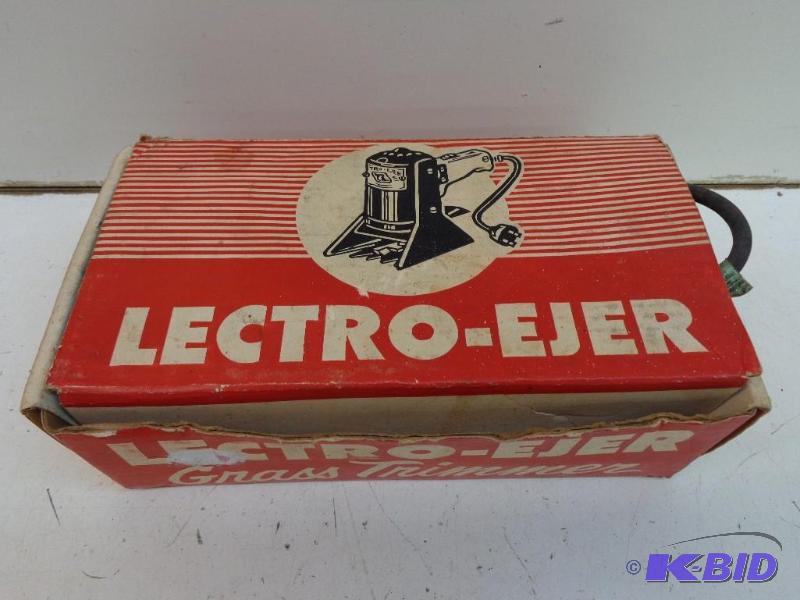 LECTRO-EJER
LECTRO-EJER
Grass Trimmer
© K-BID